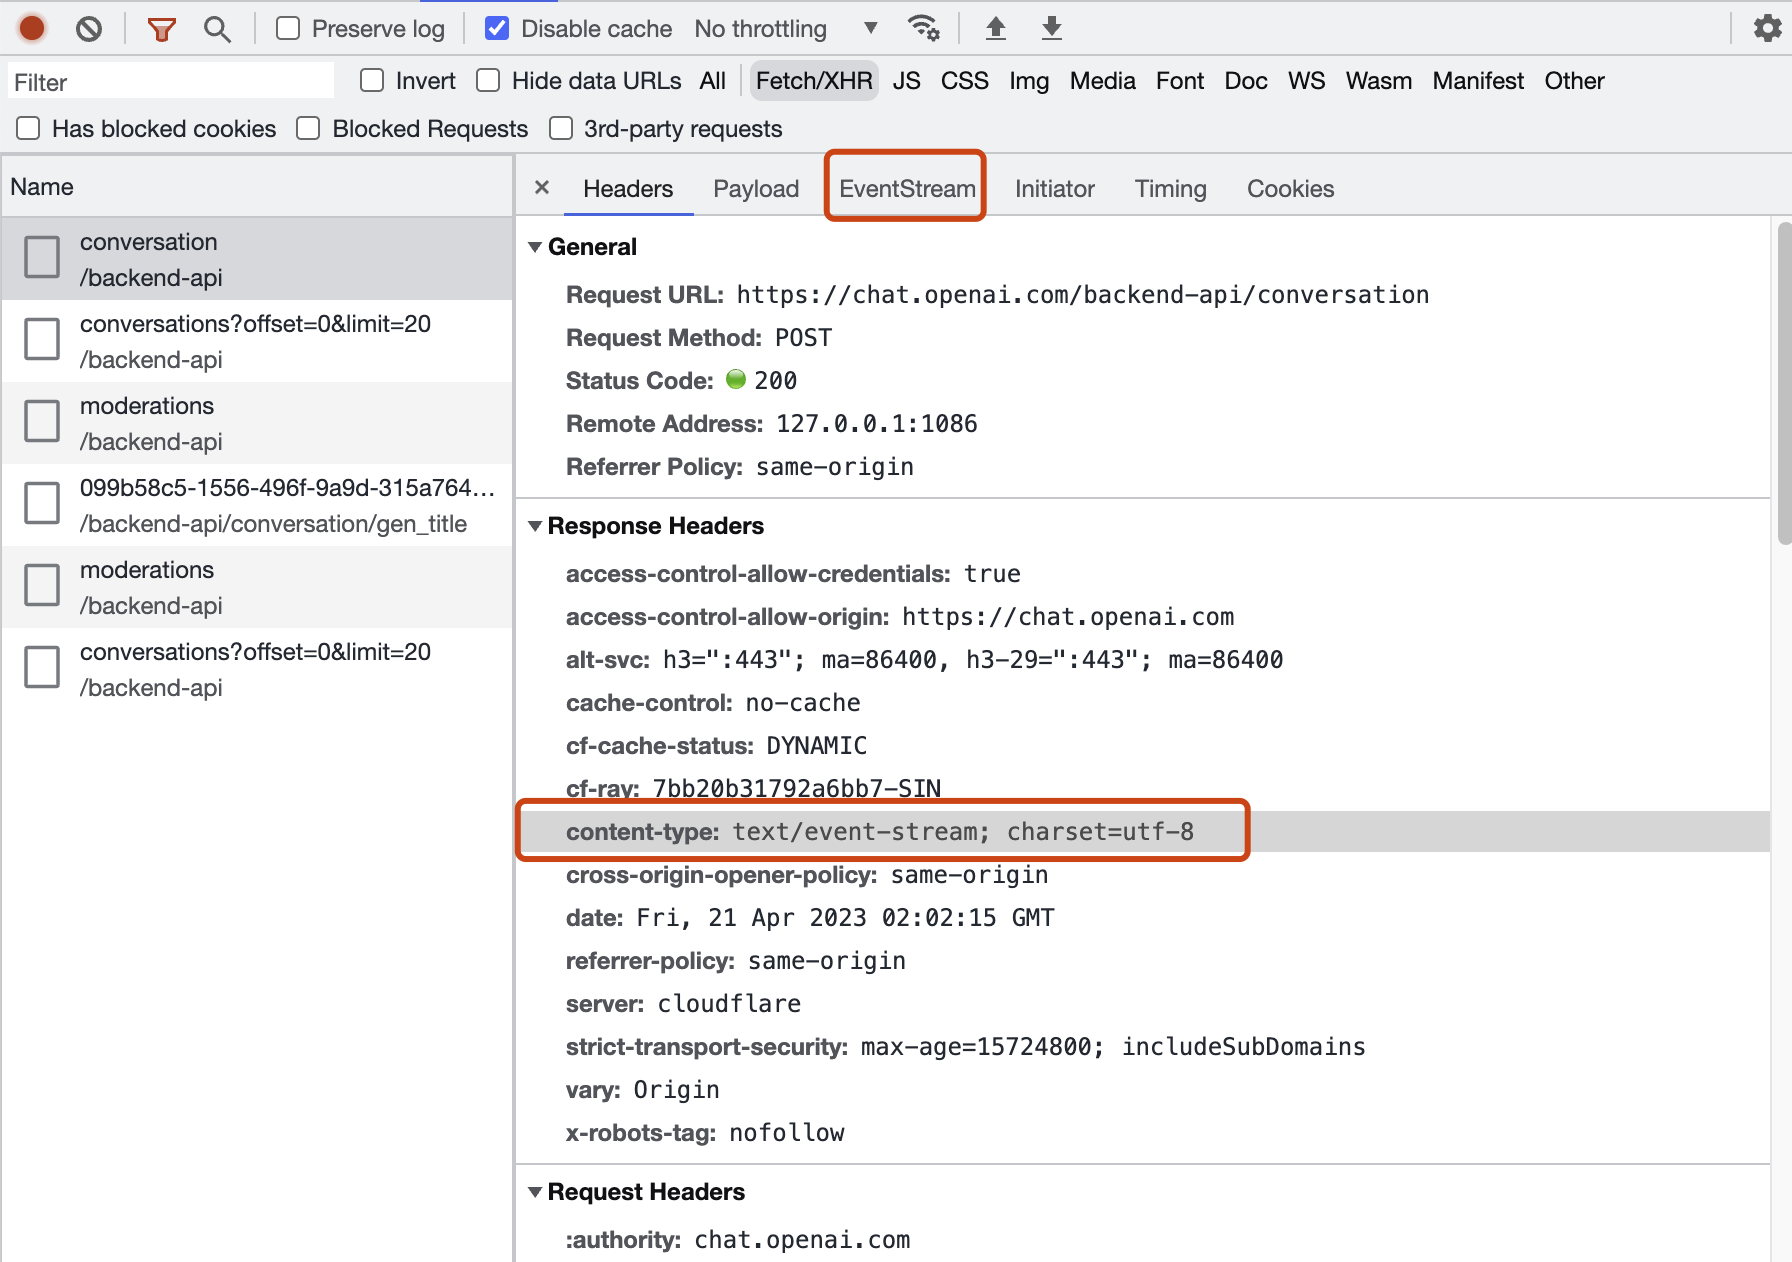 Preserve log Disable cache No throttling
Filter Invert Hide data URLs All Fetch/XHR JS CSS Img Media Font Doc WS Wasm Manifest Other
Has blocked cookies Blocked Requests 3rd-party requests
Name
conversation
/backend-api
conversations?offset=0&limit=20
/backend-api
moderations
/backend-api
099b58c5-1556-496f-9a9d-315a764…
/backend-api/conversation/gen_title
moderations
/backend-api
conversations?offset=0&limit=20
/backend-api
Headers Payload EventStream Initiator Timing Cookies
General
Request URL: https://chat.openai.com/backend-api/conversation
Request Method: POST
Status Code: 200
Remote Address: 127.0.0.1:1086
Referrer Policy: same-origin
Response Headers
access-control-allow-credentials: true
access-control-allow-origin: https://chat.openai.com
alt-svc: h3=":443"; ma=86400, h3-29=":443"; ma=86400
cache-control: no-cache
cf-cache-status: DYNAMIC
cf-ray: 7bb20b31792a6bb7-SIN
content-type: text/event-stream; charset=utf-8
cross-origin-opener-policy: same-origin
date: Fri, 21 Apr 2023 02:02:15 GMT
referrer-policy: same-origin
server: cloudflare
strict-transport-security: max-age=15724800; includeSubDomains
vary: Origin
x-robots-tag: nofollow
Request Headers
:authority: chat.openai.com